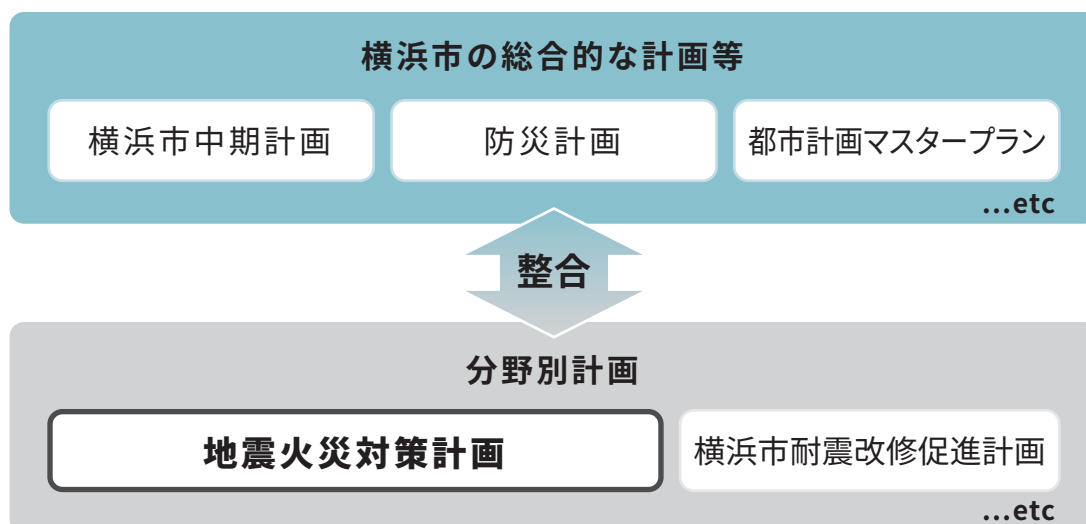 横浜市の総合的な計画等
横浜市中期計画
防災計画
都市計画マスタープラン
...etc
整合
分野別計画
地震火災対策計画
横浜市耐震改修促進計画
...etc